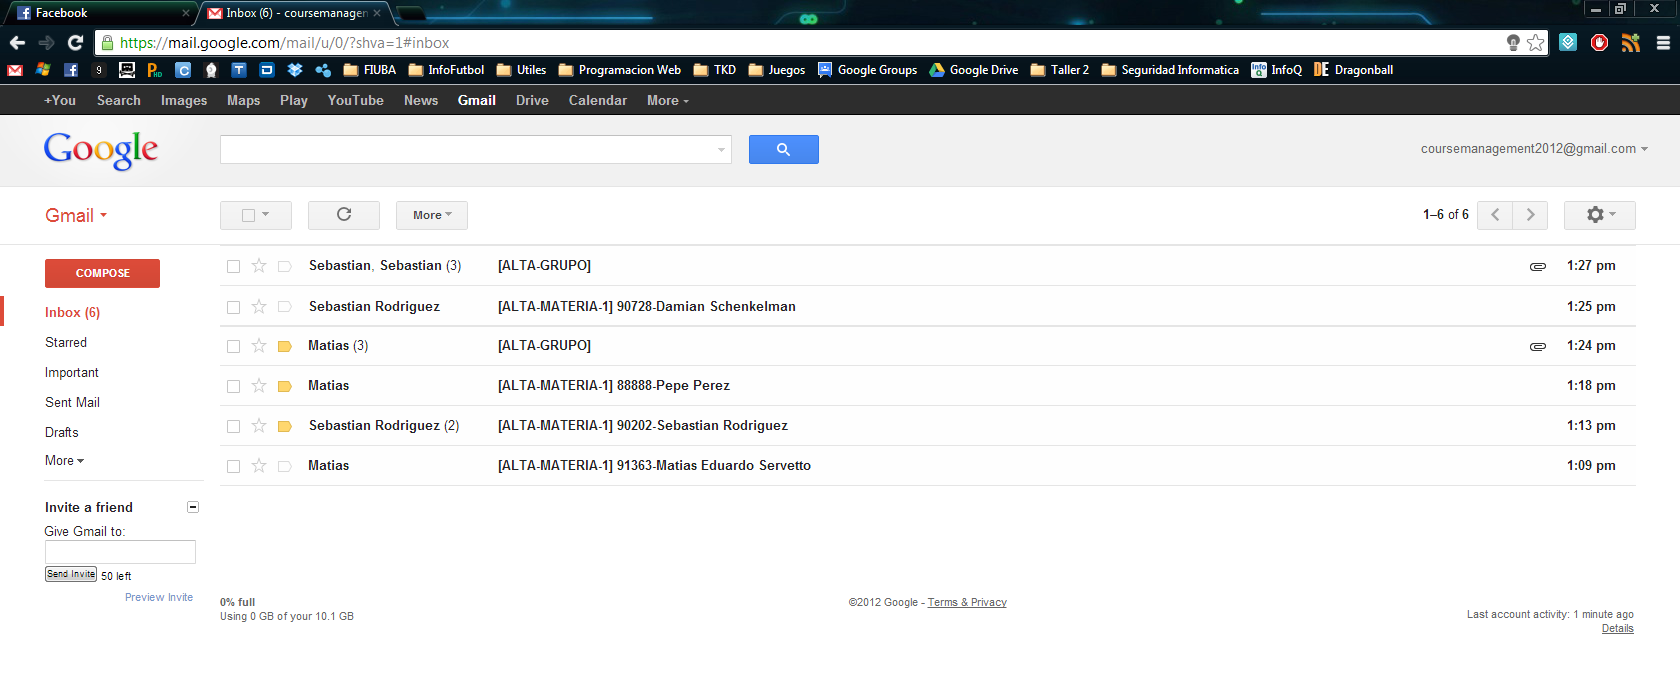 Facebook
Inbox (6) - coursemanagem
https://mail.google.com/mail/u/0/?shva=1#inbox
FIUBA InfoFutbol Utiles Programacion Web TKD Juegos Google Groups Google Drive Taller 2 Seguridad Informatica InfoQ Dragonball
+You Search Images Maps Play YouTube News Gmail Drive Calendar More
Google
coursemanagement2012@gmail.com
Gmail
More
1–6 of 6
COMPOSE
Inbox (6)
Starred
Important
Sent Mail
Drafts
More
Invite a friend
Give Gmail to:
Send Invite 50 left
Preview Invite
Sebastian, Sebastian (3) [ALTA-GRUPO] 1:27 pm
Sebastian Rodriguez [ALTA-MATERIA-1] 90728-Damian Schenkelman 1:25 pm
Matias (3) [ALTA-GRUPO] 1:24 pm
Matias [ALTA-MATERIA-1] 88888-Pepe Perez 1:18 pm
Sebastian Rodriguez (2) [ALTA-MATERIA-1] 90202-Sebastian Rodriguez 1:13 pm
Matias [ALTA-MATERIA-1] 91363-Matias Eduardo Servetto 1:09 pm
0% full
Using 0 GB of your 10.1 GB
©2012 Google - Terms & Privacy
Last account activity: 1 minute ago
Details